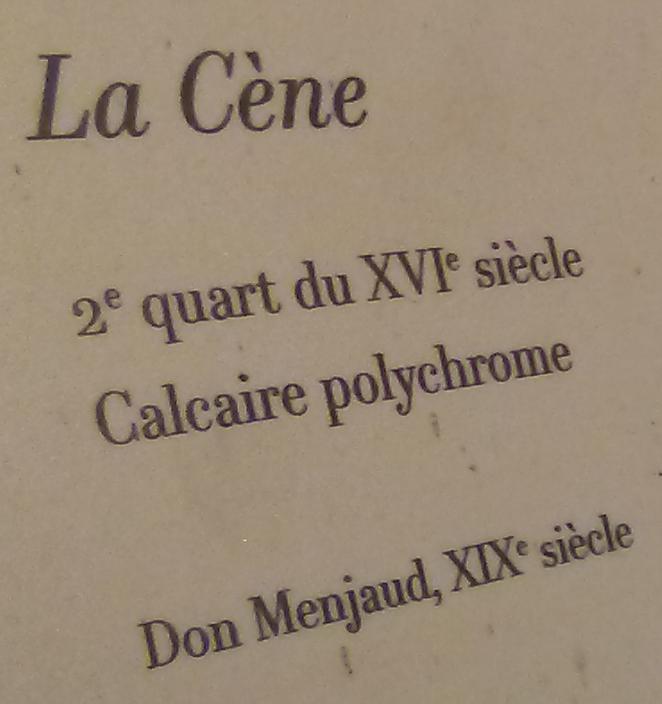 La Cène
2e quart du XVIe siècle
Calcaire polychrome
Don Menjaud, XIXe siècle